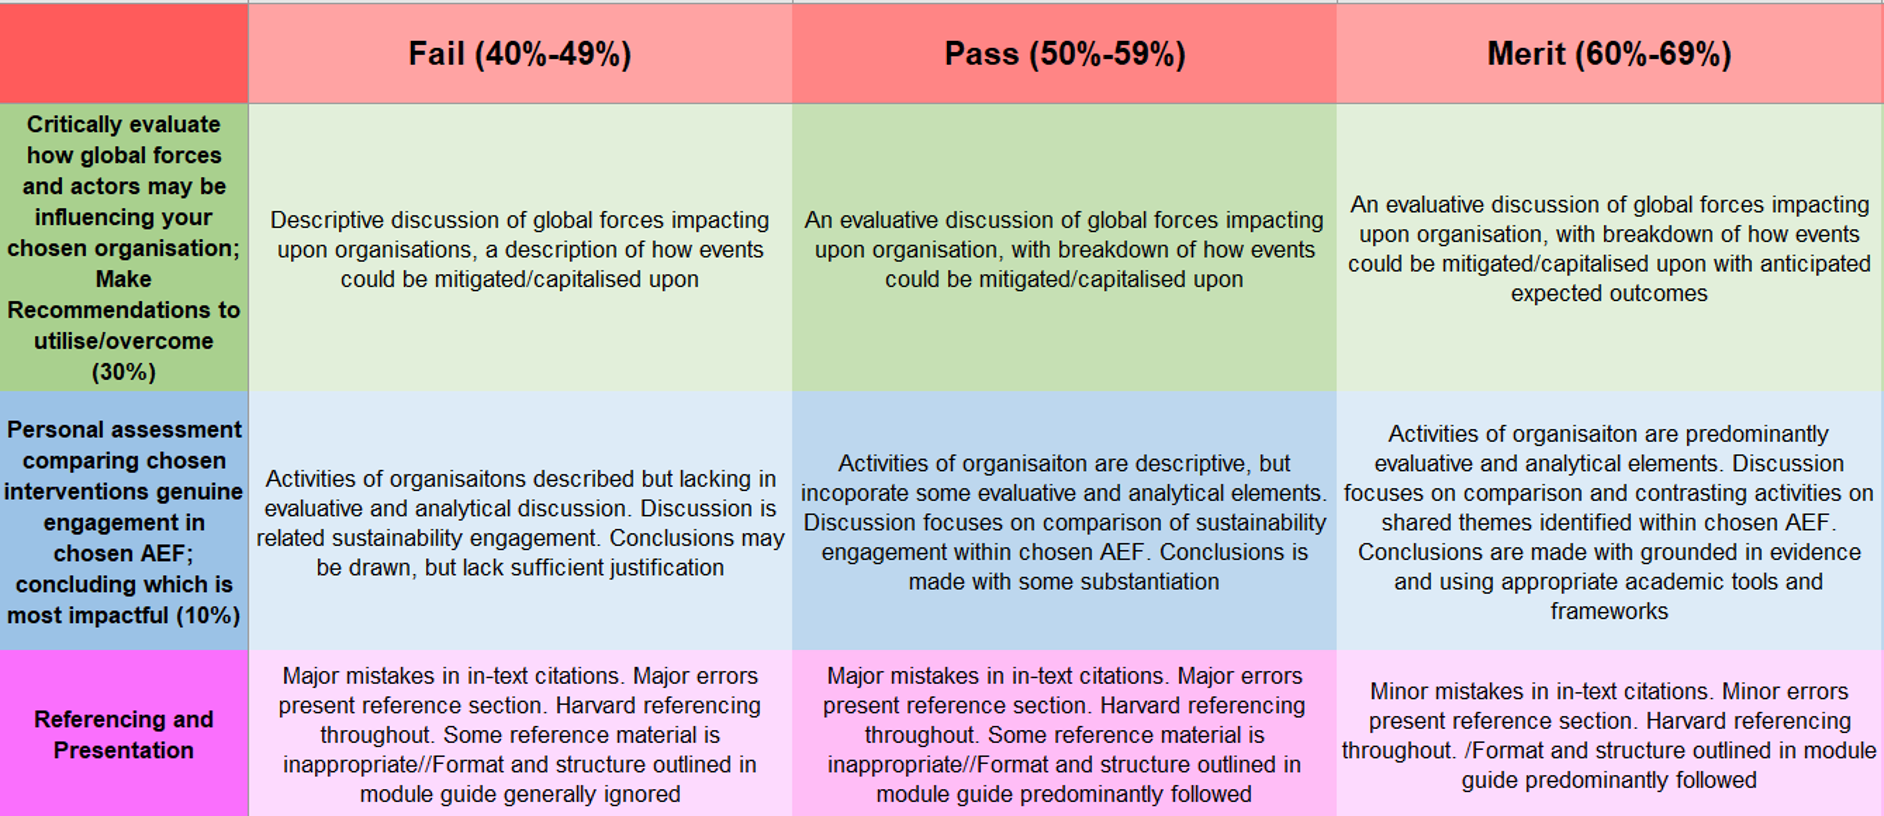 Fail (40%-49%)
Pass (50%-59%)
Merit (60%-69%)
Critically evaluate
how global forces
and actors may be
influencing your
chosen organisation;
Make
Recommendations to
utilise/overcome
(30%)
Descriptive discussion of global forces impacting
upon organisations, a description of how events
could be mitigated/capitalised upon
An evaluative discussion of global forces impacting
upon organisation, with breakdown of how events
could be mitigated/capitalised upon
An evaluative discussion of global forces impacting
upon organisation, with breakdown of how events
could be mitigated/capitalised upon with anticipated
expected outcomes
Personal assessment
comparing chosen
interventions genuine
engagement in
chosen AEF;
concluding which is
most impactful (10%)
Activities of organisaitons described but lacking in
evaluative and analytical discussion. Discussion is
related sustainability engagement. Conclusions may
be drawn, but lack sufficient justification
Activities of organisaiton are descriptive, but
incoporate some evaluative and analytical elements.
Discussion focuses on comparison of sustainability
engagement within chosen AEF. Conclusions is
made with some substantiation
Activities of organisaiton are predominantly
evaluative and analytical elements. Discussion
focuses on comparison and contrasting activities on
shared themes identified within chosen AEF.
Conclusions are made with grounded in evidence
and using appropriate academic tools and
frameworks
Referencing and
Presentation
Major mistakes in in-text citations. Major errors
present reference section. Harvard referencing
throughout. Some reference material is
inappropriate//Format and structure outlined in
module guide generally ignored
Major mistakes in in-text citations. Major errors
present reference section. Harvard referencing
throughout. Some reference material is
inappropriate//Format and structure outlined in
module guide predominantly followed
Minor mistakes in in-text citations. Minor errors
present reference section. Harvard referencing
throughout. /Format and structure outlined in module
guide predominantly followed